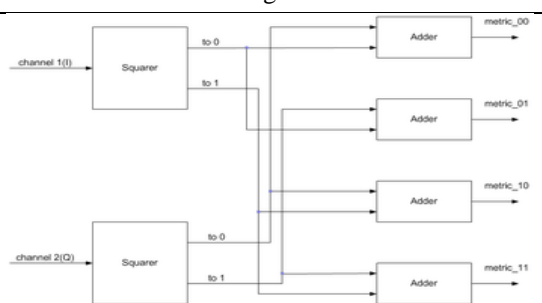 metric_00
to 0
Adder
channel 1(I)
Squarer
to 1
metric_01
Adder
metric_10
Adder
to 0
channel 2(Q)
Squarer
metric_11
to 1
Adder